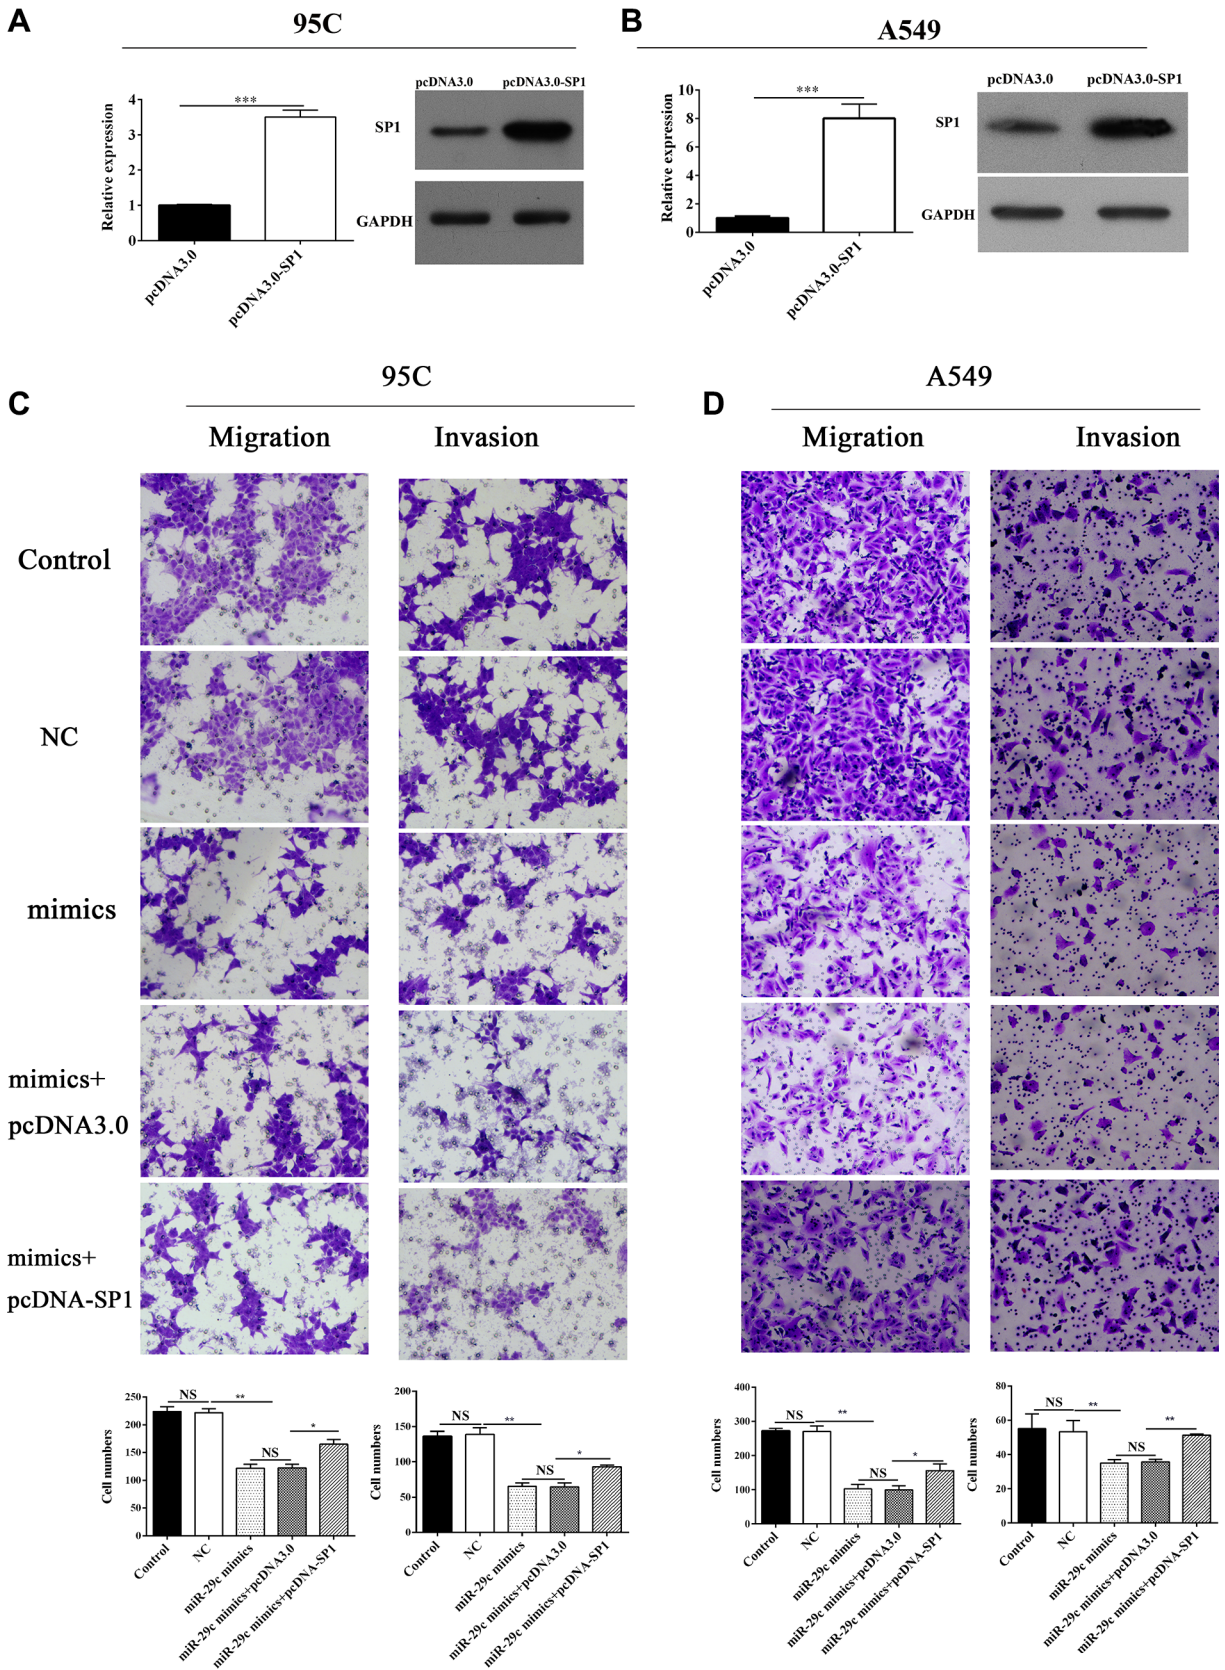 A
95C
B
A549
Relative expression
4
3
2
1
0
***
pcDNA3.0
pcDNA3.0-SP1
pcDNA3.0
pcDNA3.0-SP1
SP1
GAPDH
Relative expression
10
8
6
4
2
0
***
pcDNA3.0
pcDNA3.0-SP1
pcDNA3.0
pcDNA3.0-SP1
SP1
GAPDH
C
95C
Migration
Invasion
D
A549
Migration
Invasion
Control
NC
mimics
mimics+
pcDNA3.0
mimics+
pcDNA-SP1
Cell numbers
250
200
150
100
50
0
NS
**
NS
*
Control
NC
miR-29c mimics
miR-29c mimics+pcDNA3.0
miR-29c mimics+pcDNA-SP1
Cell numbers
200
150
100
50
0
NS
**
NS
*
Control
NC
miR-29c mimics
miR-29c mimics+pcDNA3.0
miR-29c mimics+pcDNA-SP1
Cell numbers
400
300
200
100
0
NS
**
NS
*
Control
NC
miR-29c mimics
miR-29c mimics+pcDNA3.0
miR-29c mimics+pcDNA-SP1
Cell numbers
80
60
40
20
0
NS
**
NS
**
Control
NC
miR-29c mimics
miR-29c mimics+pcDNA3.0
miR-29c mimics+pcDNA-SP1